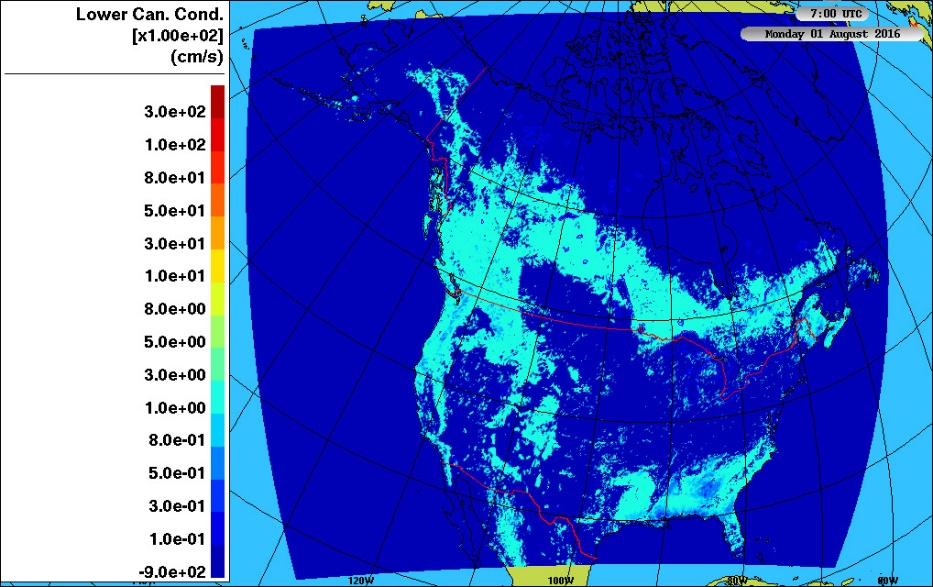 Lower Can. Cond.
[x1.00e+02]
(cm/s)
7:00 UTC
Monday 01 August 2016
3.0e+02
1.0e+02
8.0e+01
5.0e+01
3.0e+01
1.0e+01
8.0e+00
5.0e+00
3.0e+00
1.0e+00
8.0e-01
5.0e-01
3.0e-01
1.0e-01
-9.0e+02
120W
100W
80W
60W